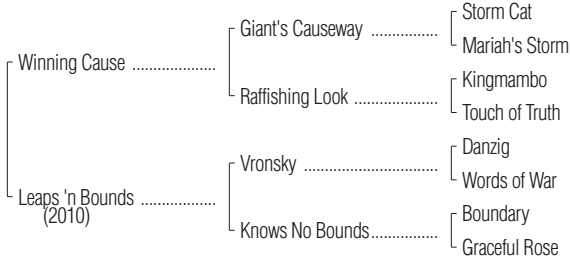 Storm Cat
Giant's Causeway ................
Mariah's Storm
Winning Cause ....................
Kingmambo
Raffishing Look ....................
Touch of Truth
Danzig
Vronsky ................................
Words of War
Leaps 'n Bounds ..................
(2010)
Boundary
Knows No Bounds................
Graceful Rose